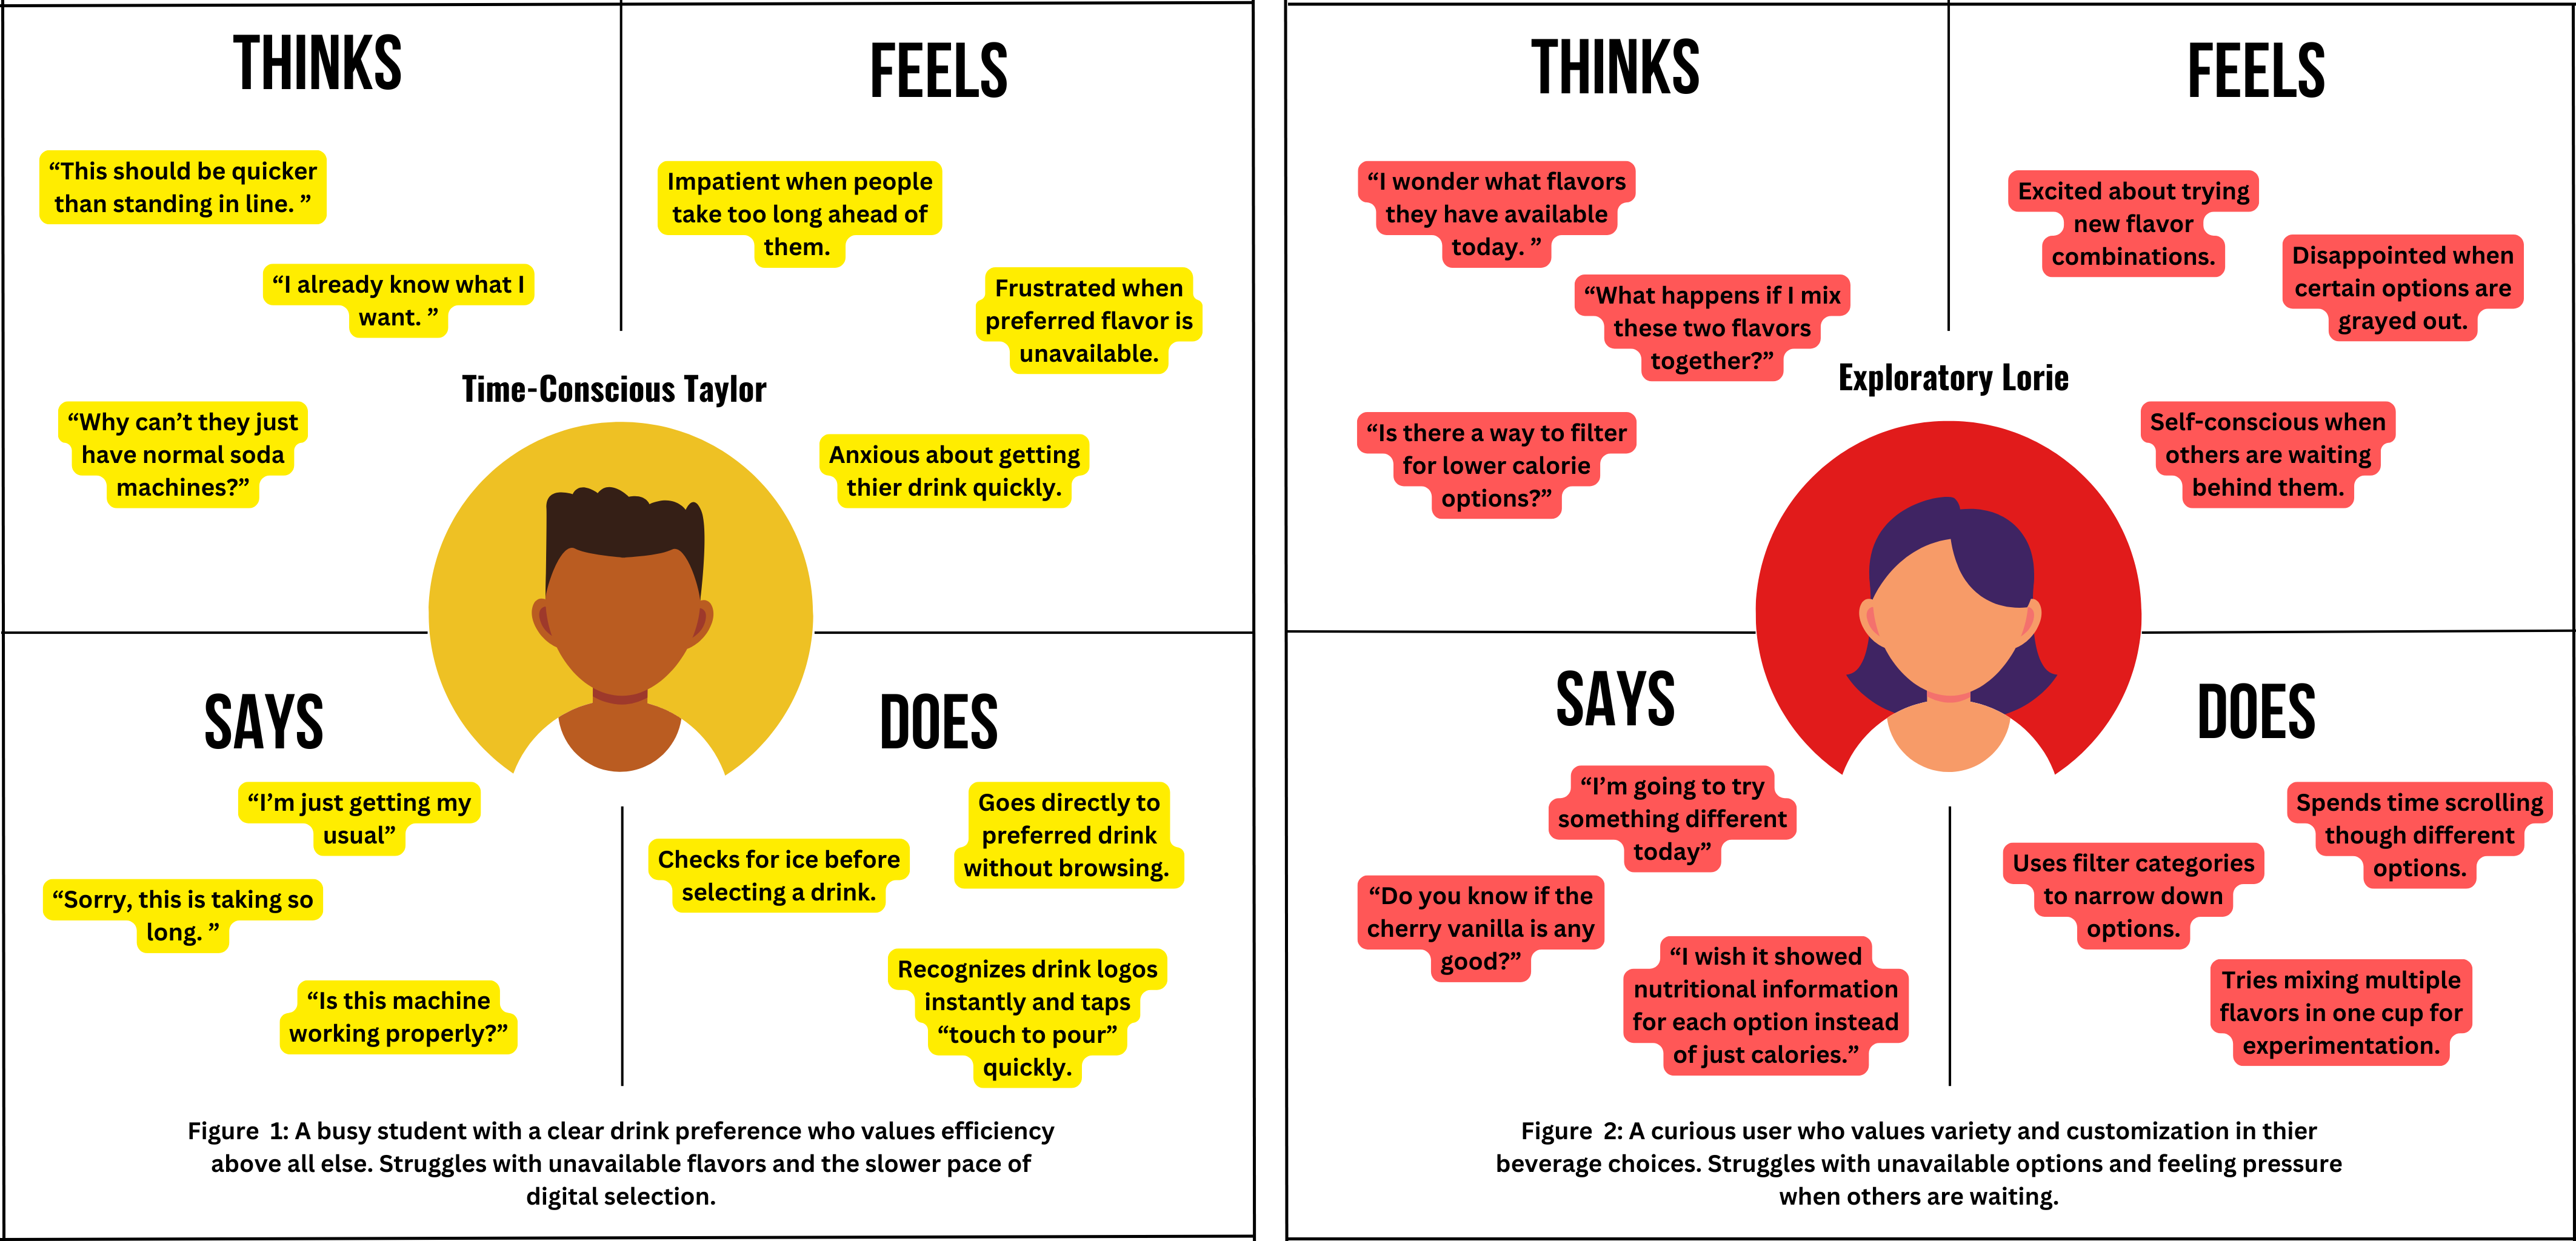 THINKS
“This should be quicker
than standing in line. ”
“I already know what I
want. ”
“Why can’t they just
have normal soda
machines?”
FEELS
Impatient when people
take too long ahead of
them.
Frustrated when
preferred flavor is
unavailable.
Anxious about getting
thier drink quickly.
Time-Conscious Taylor
SAYS
“I’m just getting my
usual”
“Sorry, this is taking so
long. ”
“Is this machine
working properly?”
DOES
Goes directly to
preferred drink
without browsing.
Checks for ice before
selecting a drink.
Recognizes drink logos
instantly and taps
“touch to pour”
quickly.
Figure 1: A busy student with a clear drink preference who values efficiency
above all else. Struggles with unavailable flavors and the slower pace of
digital selection.
THINKS
“I wonder what flavors
they have available
today. ”
“What happens if I mix
these two flavors
together?”
“Is there a way to filter
for lower calorie
options?”
FEELS
Excited about trying
new flavor
combinations.
Disappointed when
certain options are
grayed out.
Self-conscious when
others are waiting
behind them.
Exploratory Lorie
SAYS
“I’m going to try
something different
today”
“Do you know if the
cherry vanilla is any
good?”
“I wish it showed
nutritional information
for each option instead
of just calories.”
DOES
Spends time scrolling
though different
options.
Uses filter categories
to narrow down
options.
Tries mixing multiple
flavors in one cup for
experimentation.
Figure 2: A curious user who values variety and customization in thier
beverage choices. Struggles with unavailable options and feeling pressure
when others are waiting.